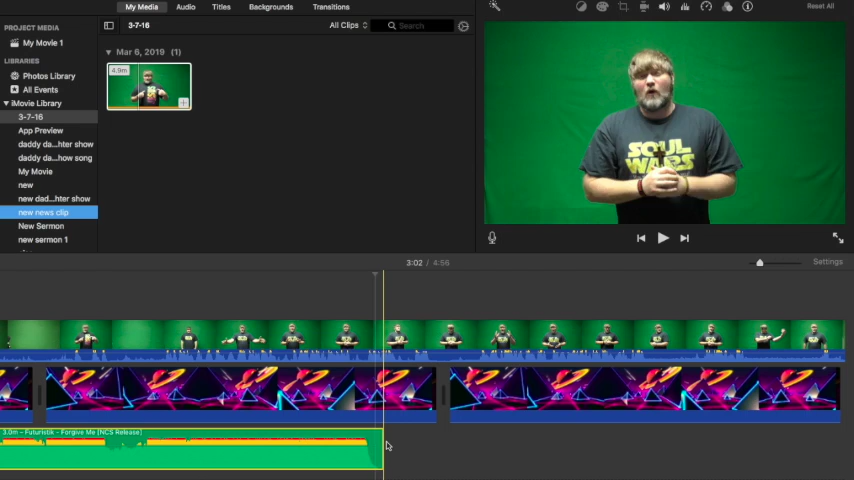 My Media Audio Titles Backgrounds Transitions
Reset All
PROJECT MEDIA
My Movie 1
LIBRARIES
Photos Library
All Events
iMovie Library
3-7-16
App Preview
daddy da...hter show
daddy da...how song
My Movie
new
new dad...hter show
new news clip
New Sermon
new sermon 1
3-7-16
All Clips
Search
Mar 6, 2019 (1)
4.9m
SOUL
WARS
3:02 / 4:56
Settings
3.0m – Futuristik - Forgive Me [NCS Release]